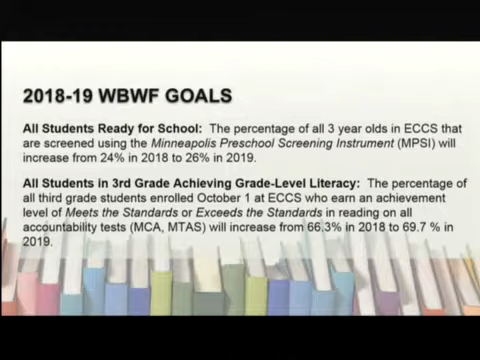 2018-19 WBWF GOALS
All Students Ready for School: The percentage of all 3 year olds in ECCS that
are screened using the Minneapolis Preschool Screening Instrument (MPSI) will
increase from 24% in 2018 to 26% in 2019.
All Students in 3rd Grade Achieving Grade-Level Literacy: The percentage of
all third grade students enrolled October 1 at ECCS who earn an achievement
level of Meets the Standards or Exceeds the Standards in reading on all
accountability tests (MCA, MTAS) will increase from 66.3% in 2018 to 69.7 % in
2019.